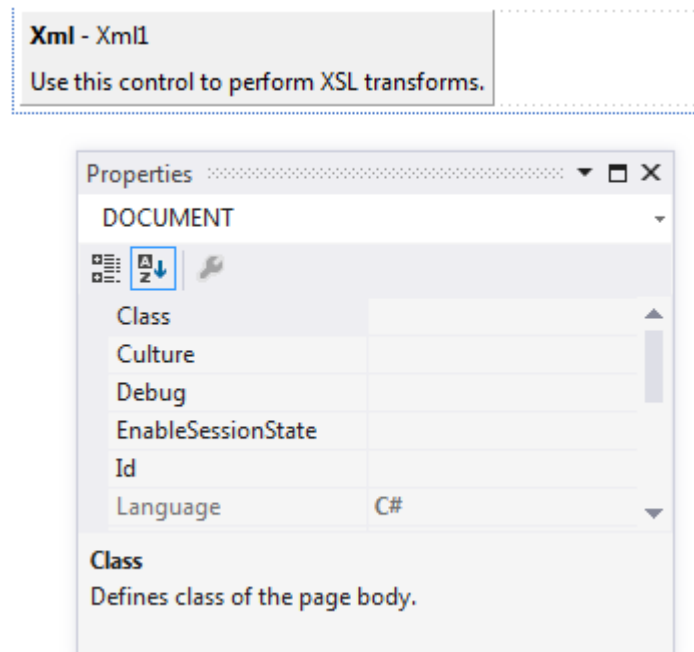 Xml - Xml1
Use this control to perform XSL transforms.
Properties
DOCUMENT
Class
Culture
Debug
EnableSessionState
Id
Language C#
Class
Defines class of the page body.